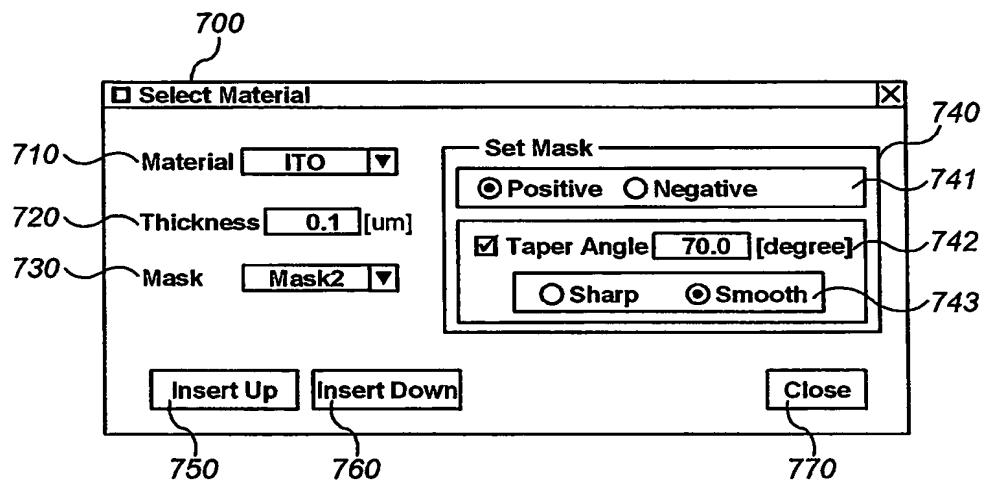 700
Select Material
740
710 Material ITO Set Mask
Positive Negative 741
720 Thickness 0.1 [um]
Taper Angle 70.0 [degree] 742
730 Mask Mask2
Sharp Smooth 743
Insert Up Insert Down Close
750 760 770